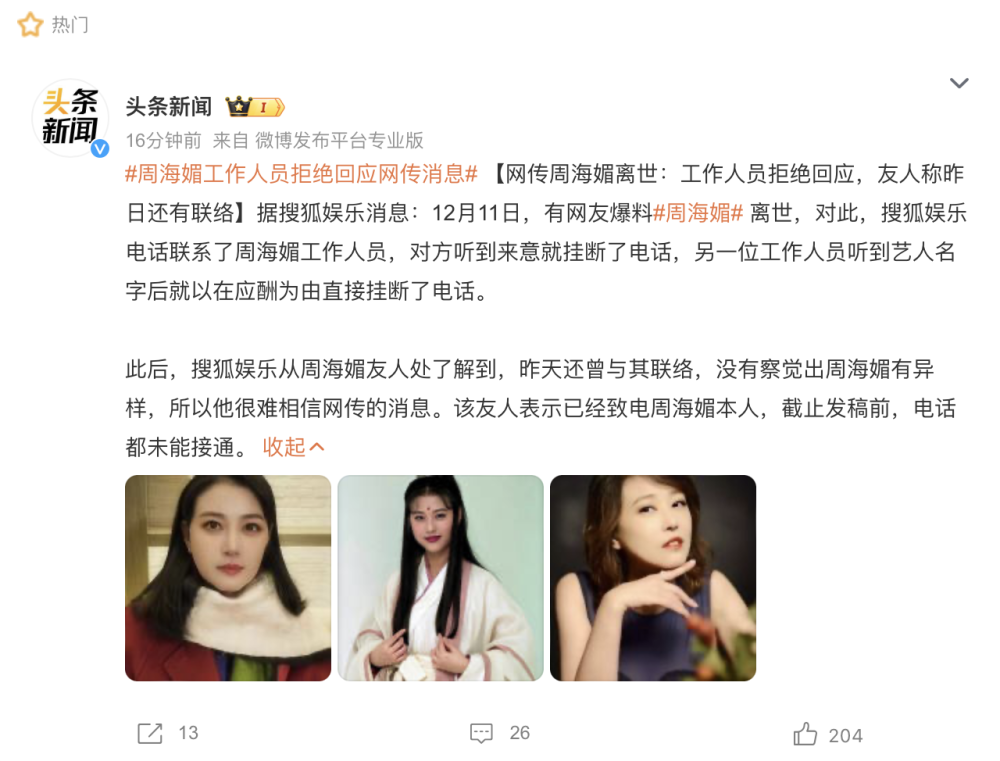 热门
头条
新闻
头条新闻 I
16分钟前 来自 微博发布平台专业版
#周海媚工作人员拒绝回应网传消息# 【网传周海媚离世：工作人员拒绝回应，友人称昨
日还有联络】据搜狐娱乐消息：12月11日，有网友爆料#周海媚# 离世，对此，搜狐娱乐
电话联系了周海媚工作人员，对方听到来意就挂断了电话，另一位工作人员听到艺人名
字后就以在应酬为由直接挂断了电话。
此后，搜狐娱乐从周海媚友人处了解到，昨天还曾与其联络，没有察觉出周海媚有异
样，所以他很难相信网传的消息。该友人表示已经致电周海媚本人，截止发稿前，电话
都未能接通。 收起
13 26 204